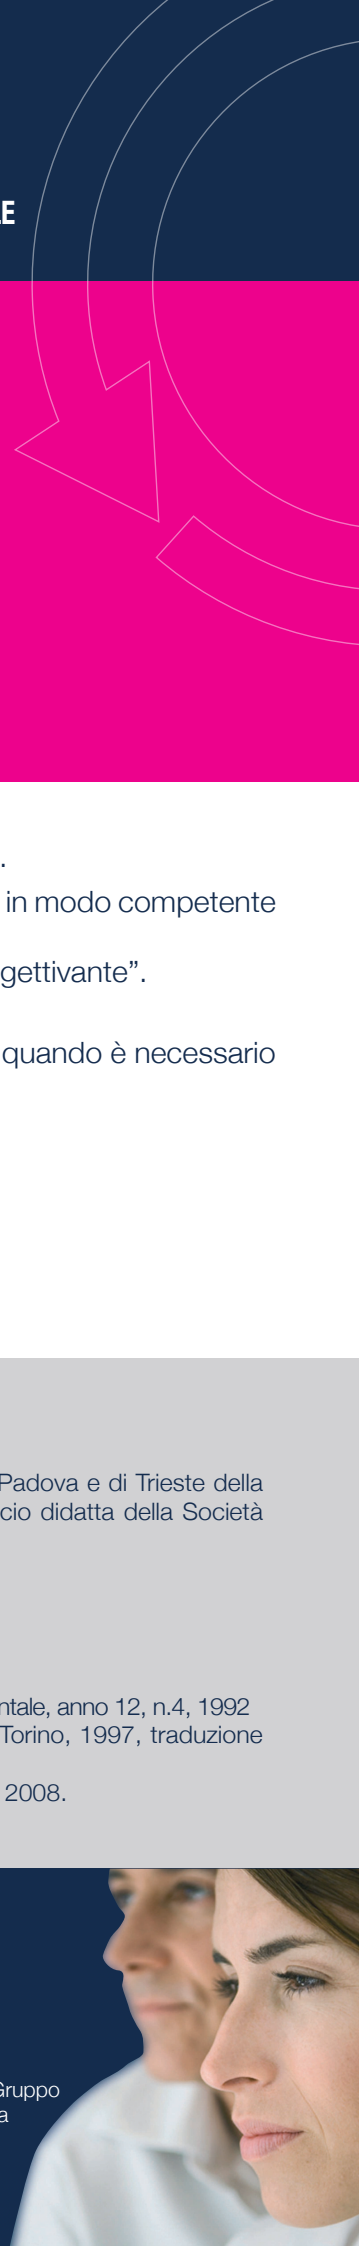 LE
.
in modo competente
gettivante”.
quando è necessario
Padova e di Trieste della
cio didatta della Società
ntale, anno 12, n.4, 1992
Torino, 1997, traduzione
2008.
Gruppo
a